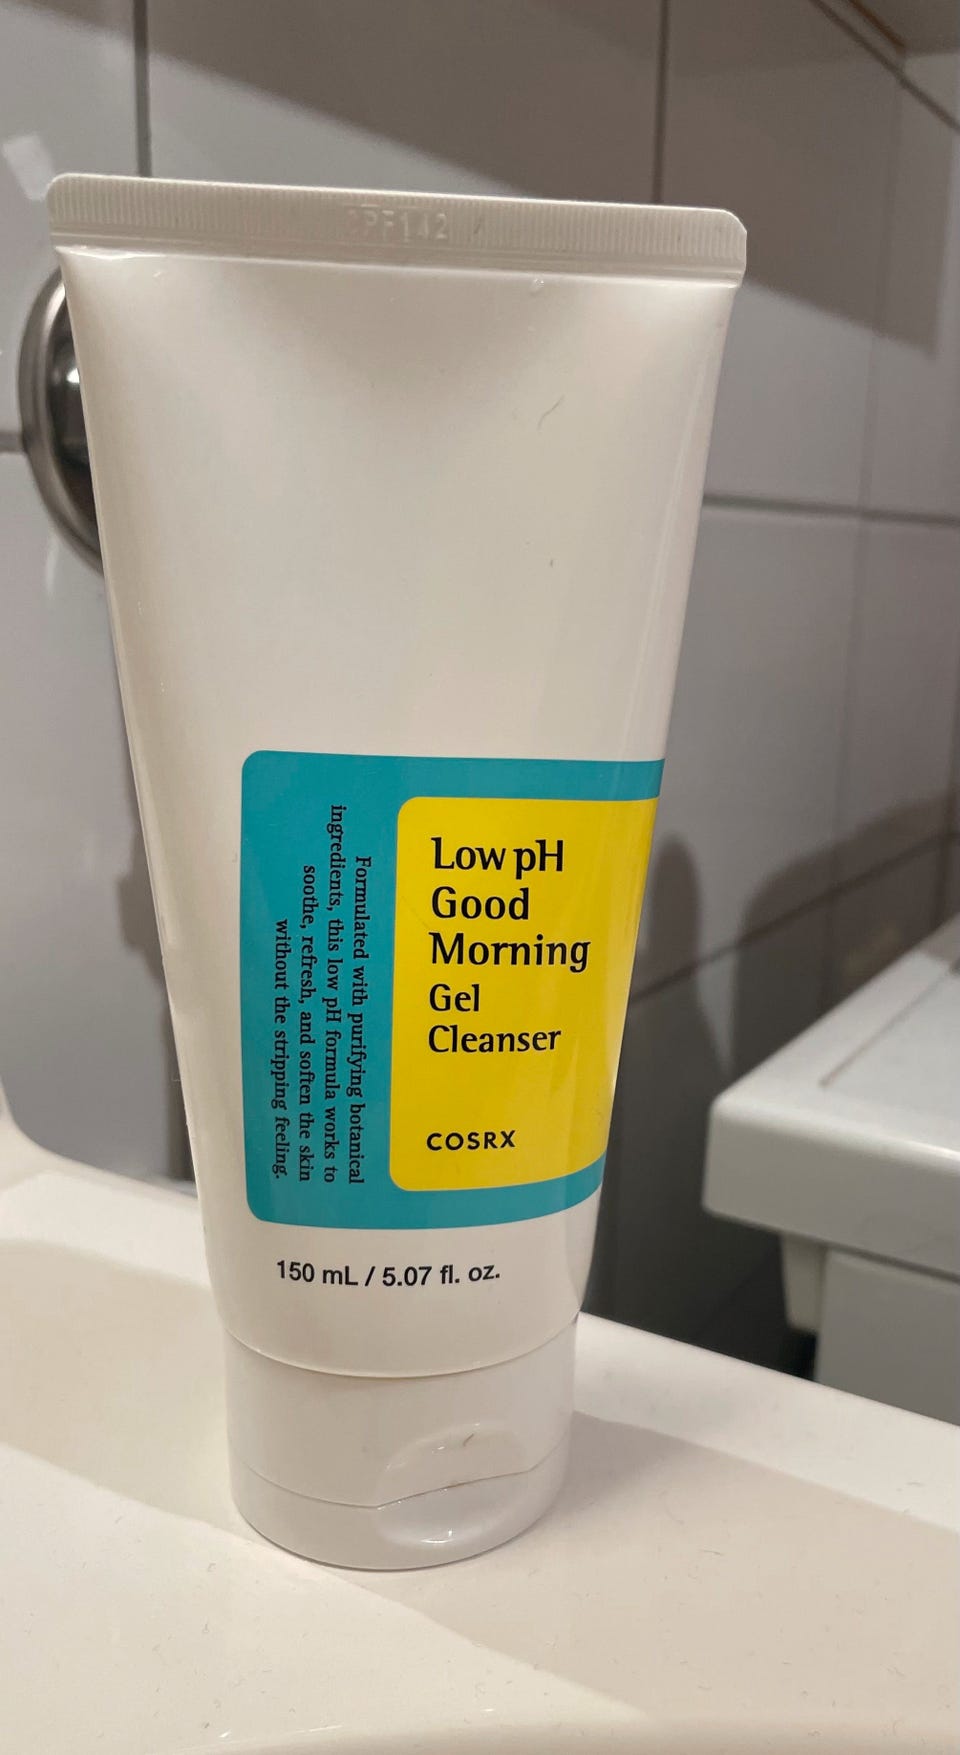 Low pH
Good
Morning
Gel
Cleanser
COSRX
Formulated with purifying botanical
ingredients, this low pH formula works to
soothe, refresh, and soften the skin
without the stripping feeling.
150 mL / 5.07 fl. oz.